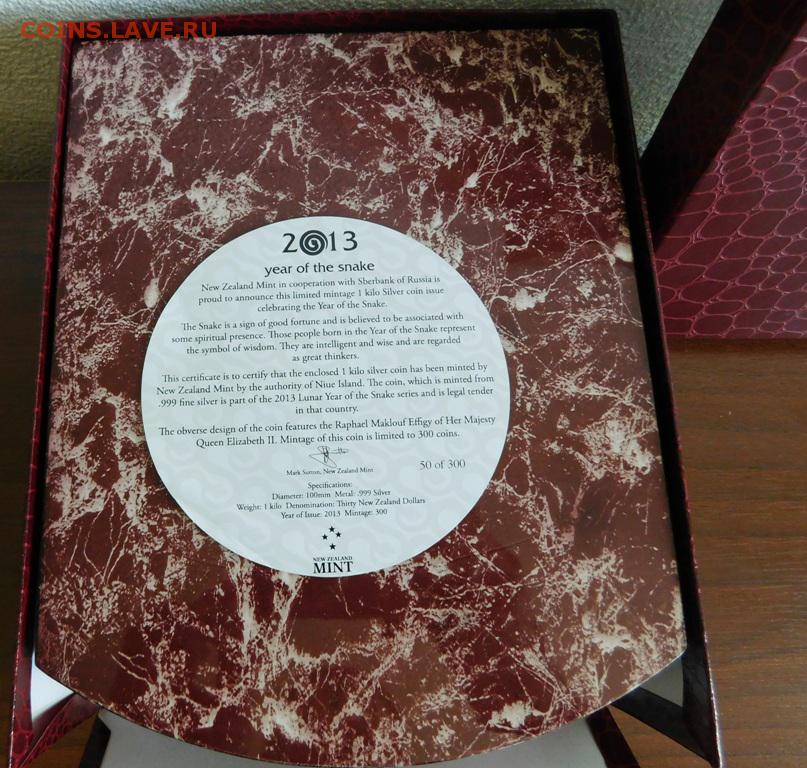 COINS.LAVE.RU
2013
year of the snake
New Zealand Mint in cooperation with Sberbank of Russia is
proud to announce this limited mintage 1 kilo Silver coin issue
celebrating the Year of the Snake.
The Snake is a sign of good fortune and is believed to be associated with
some spiritual presence. Those people born in the Year of the Snake represent
the symbol of wisdom. They are intelligent and wise and are regarded
as great thinkers.
This certificate is to certify that the enclosed 1 kilo silver coin has been minted by
New Zealand Mint by the authority of Niue Island. The coin, which is minted from
.999 fine silver is part of the 2013 Lunar Year of the Snake series and is legal tender
in that country.
The obverse design of the coin features the Raphael Maklouf Effigy of Her Majesty
Queen Elizabeth II. Mintage of this coin is limited to 300 coins.
Mark Sutton, New Zealand Mint
50 of 300
Specifications:
Diameter: 100mm Metal: .999 Silver
Weight: 1 kilo Denomination: Thirty New Zealand Dollars
Year of Issue: 2013 Mintage: 300
NEW ZEALAND
MINT